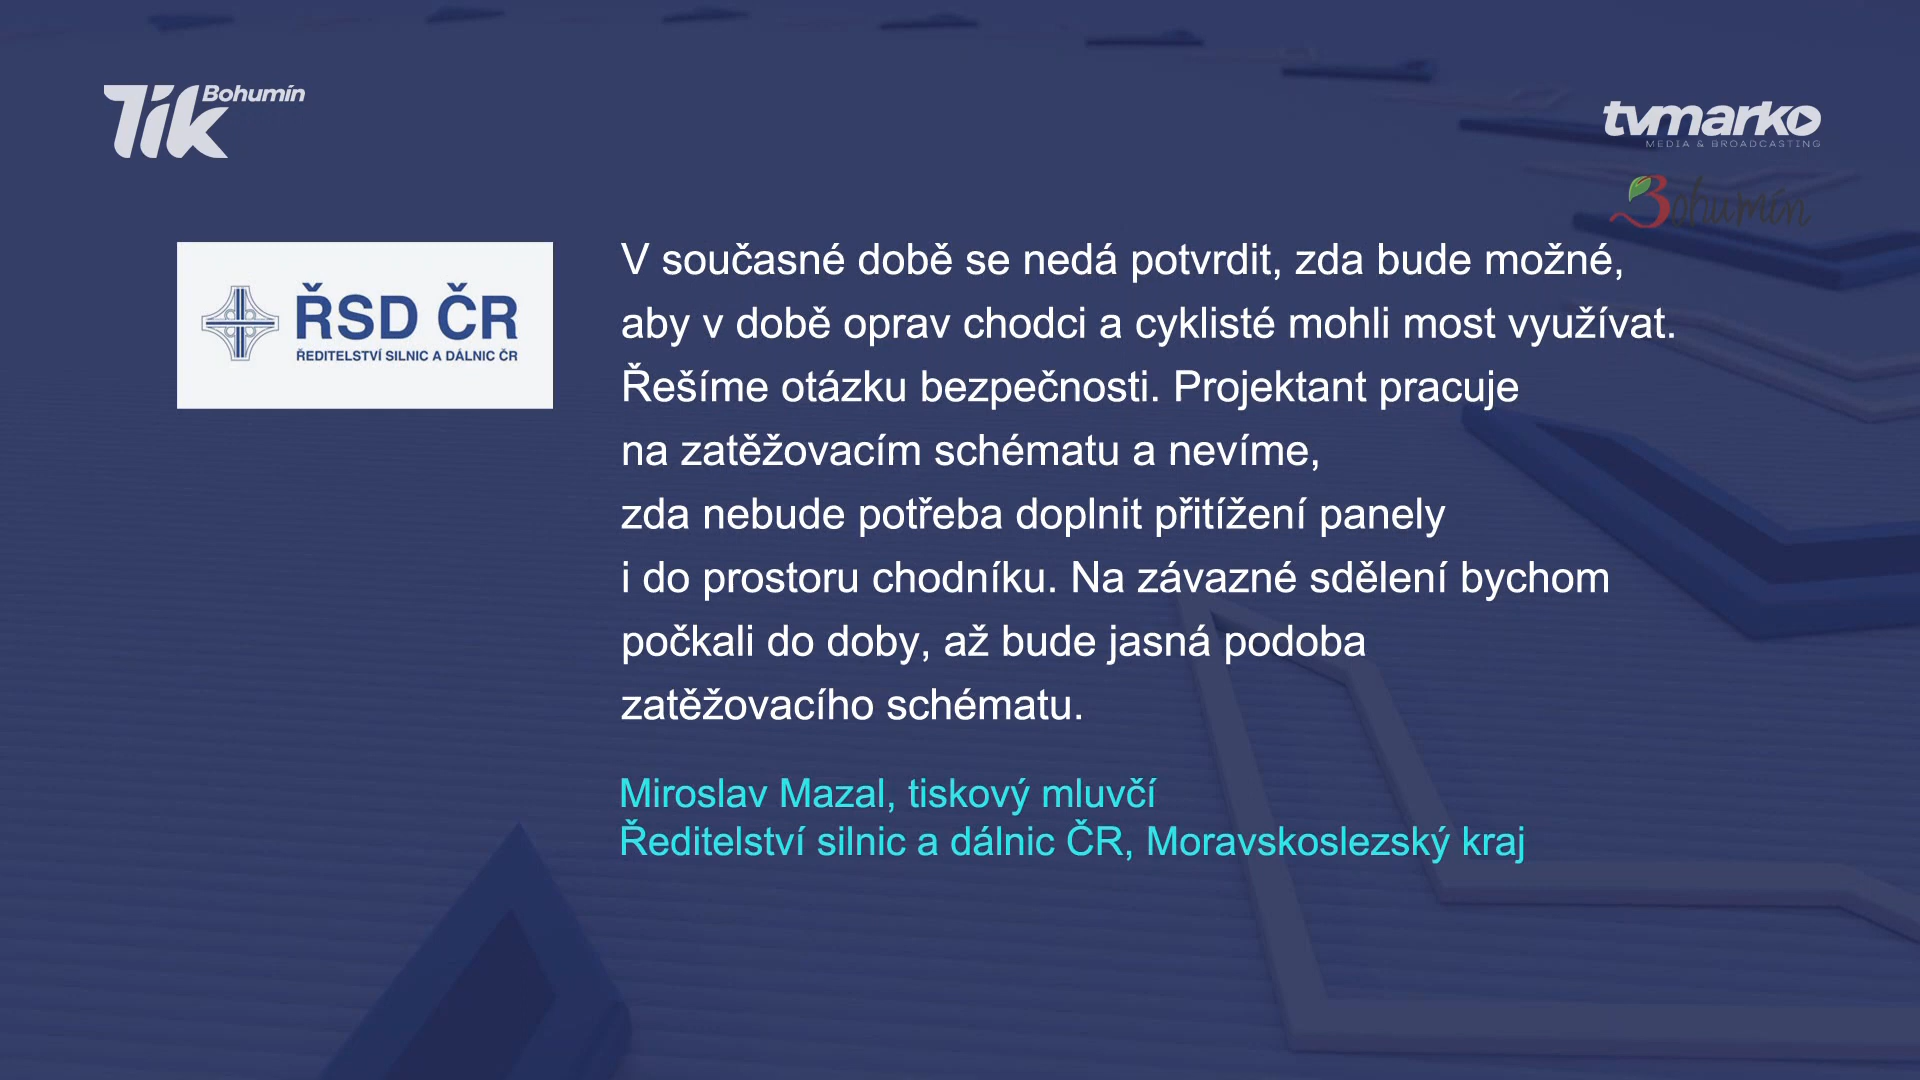 Tik Bohumín
tvmarko
MEDIA & BROADCASTING
Bohumín
ŘSD ČR
ŘEDITELSTVÍ SILNIC A DÁLNIC ČR
V současné době se nedá potvrdit, zda bude možné,
aby v době oprav chodci a cyklisté mohli most využívat.
Řešíme otázku bezpečnosti. Projektant pracuje
na zatěžovacím schématu a nevíme,
zda nebude potřeba doplnit přitížení panely
i do prostoru chodníku. Na závazné sdělení bychom
počkali do doby, až bude jasná podoba
zatěžovacího schématu.
Miroslav Mazal, tiskový mluvčí
Ředitelství silnic a dálnic ČR, Moravskoslezský kraj